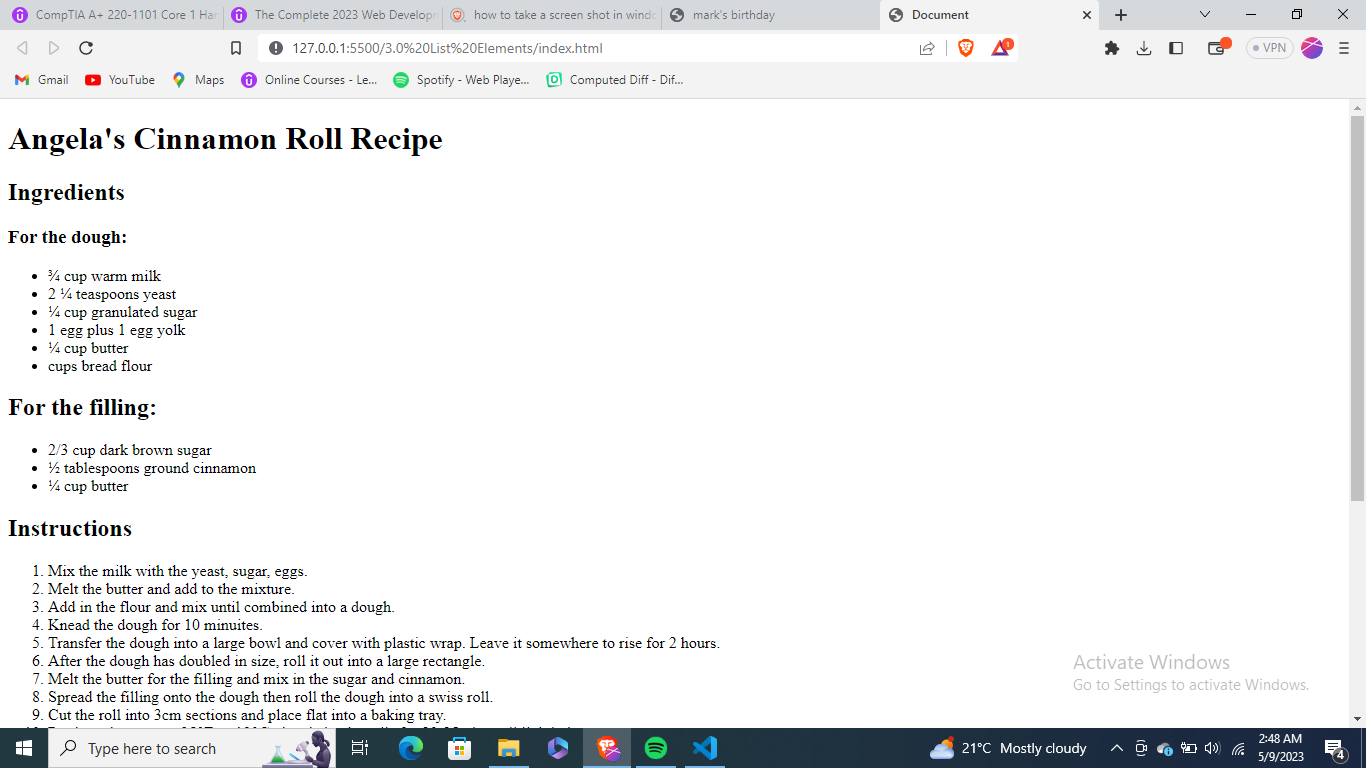 CompTIA A+ 220-1101 Core 1 Har
The Complete 2023 Web Developm
how to take a screen shot in windo
mark's birthday
Document
127.0.0.1:5500/3.0%20List%20Elements/index.html
1
VPN
Gmail
YouTube
Maps
Online Courses - Le...
Spotify - Web Playe...
Computed Diff - Dif...
Angela's Cinnamon Roll Recipe
Ingredients
For the dough:
• ¾ cup warm milk
• 2 ¼ teaspoons yeast
• ¼ cup granulated sugar
• 1 egg plus 1 egg yolk
• ¼ cup butter
• cups bread flour
For the filling:
• 2/3 cup dark brown sugar
• ½ tablespoons ground cinnamon
• ¼ cup butter
Instructions
1. Mix the milk with the yeast, sugar, eggs.
2. Melt the butter and add to the mixture.
3. Add in the flour and mix until combined into a dough.
4. Knead the dough for 10 minuites.
5. Transfer the dough into a large bowl and cover with plastic wrap. Leave it somewhere to rise for 2 hours.
6. After the dough has doubled in size, roll it out into a large rectangle.
7. Melt the butter for the filling and mix in the sugar and cinnamon.
8. Spread the filling onto the dough then roll the dough into a swiss roll.
9. Cut the roll into 3cm sections and place flat into a baking tray.
Activate Windows
Go to Settings to activate Windows.
Type here to search
21°C Mostly cloudy
2:48 AM
5/9/2023
4